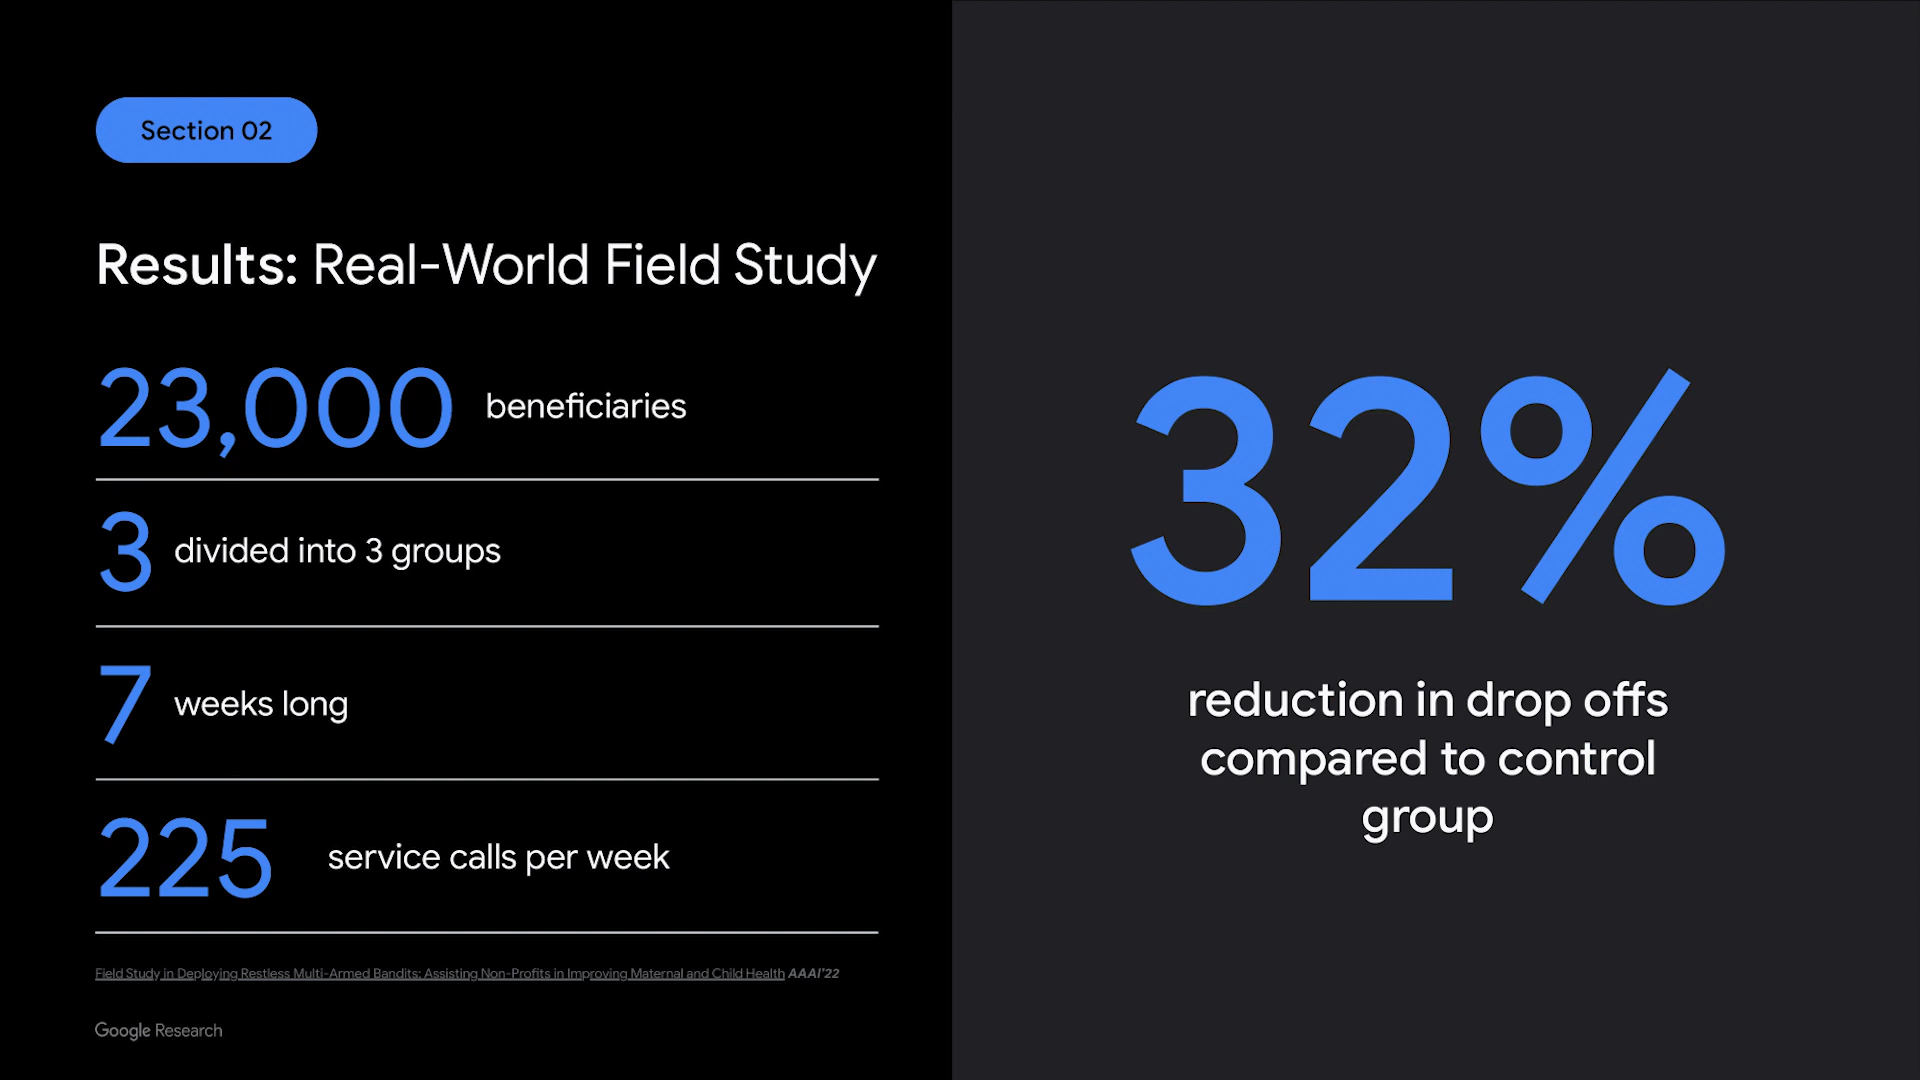 Section 02
Results: Real-World Field Study
23,000 beneficiaries
3 divided into 3 groups
7 weeks long
225 service calls per week
Field Study in Deploying Restless Multi-Armed Bandits: Assisting Non-Profits in Improving Maternal and Child Health AAAI'22
Google Research
32%
reduction in drop offs
compared to control
group